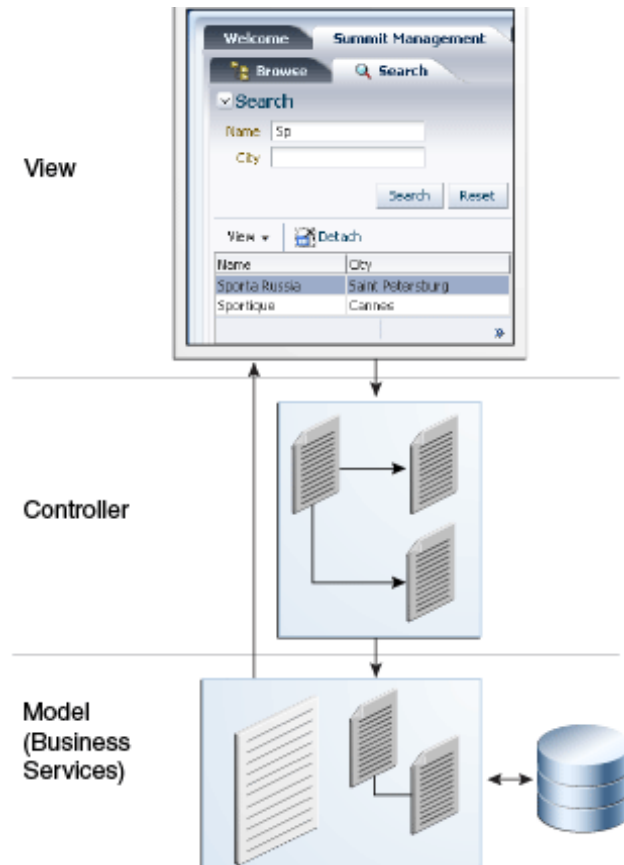 Welcome Summit Management
Browse Search
Search
Name Sp
City
Search Reset
View Detach
Name City
Sporta Russia Saint Petersburg
Sportique Cannes
View
Controller
Model
(Business
Services)